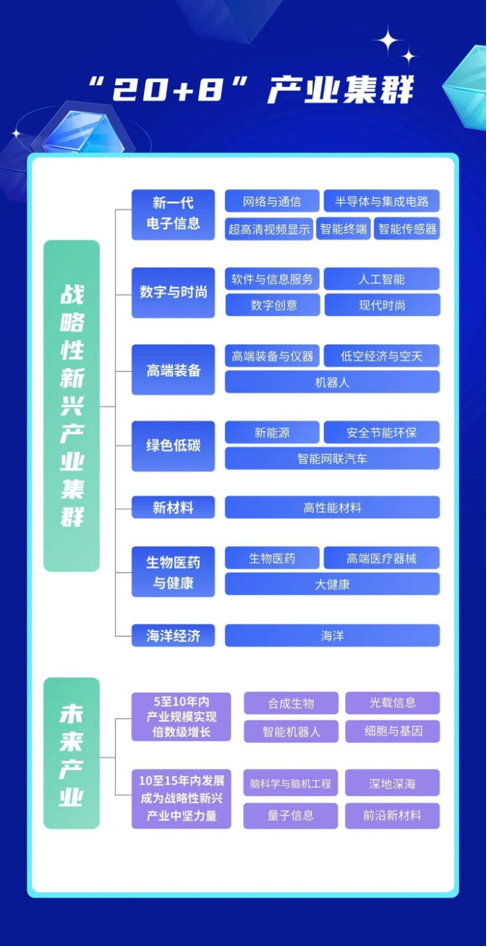 “20+8”产业集群
战略性新兴产业集群
新一代
电子信息
网络与通信
半导体与集成电路
超高清视频显示
智能终端
智能传感器
数字与时尚
软件与信息服务
人工智能
数字创意
现代时尚
高端装备
高端装备与仪器
低空经济与空天
机器人
绿色低碳
新能源
安全节能环保
智能网联汽车
新材料
高性能材料
生物医药
与健康
生物医药
高端医疗器械
大健康
海洋经济
海洋
未来产业
5至10年内
产业规模实现
倍数级增长
合成生物
光载信息
智能机器人
细胞与基因
10至15年内发展
成为战略性新兴
产业中坚力量
脑科学与脑机工程
深地深海
量子信息
前沿新材料